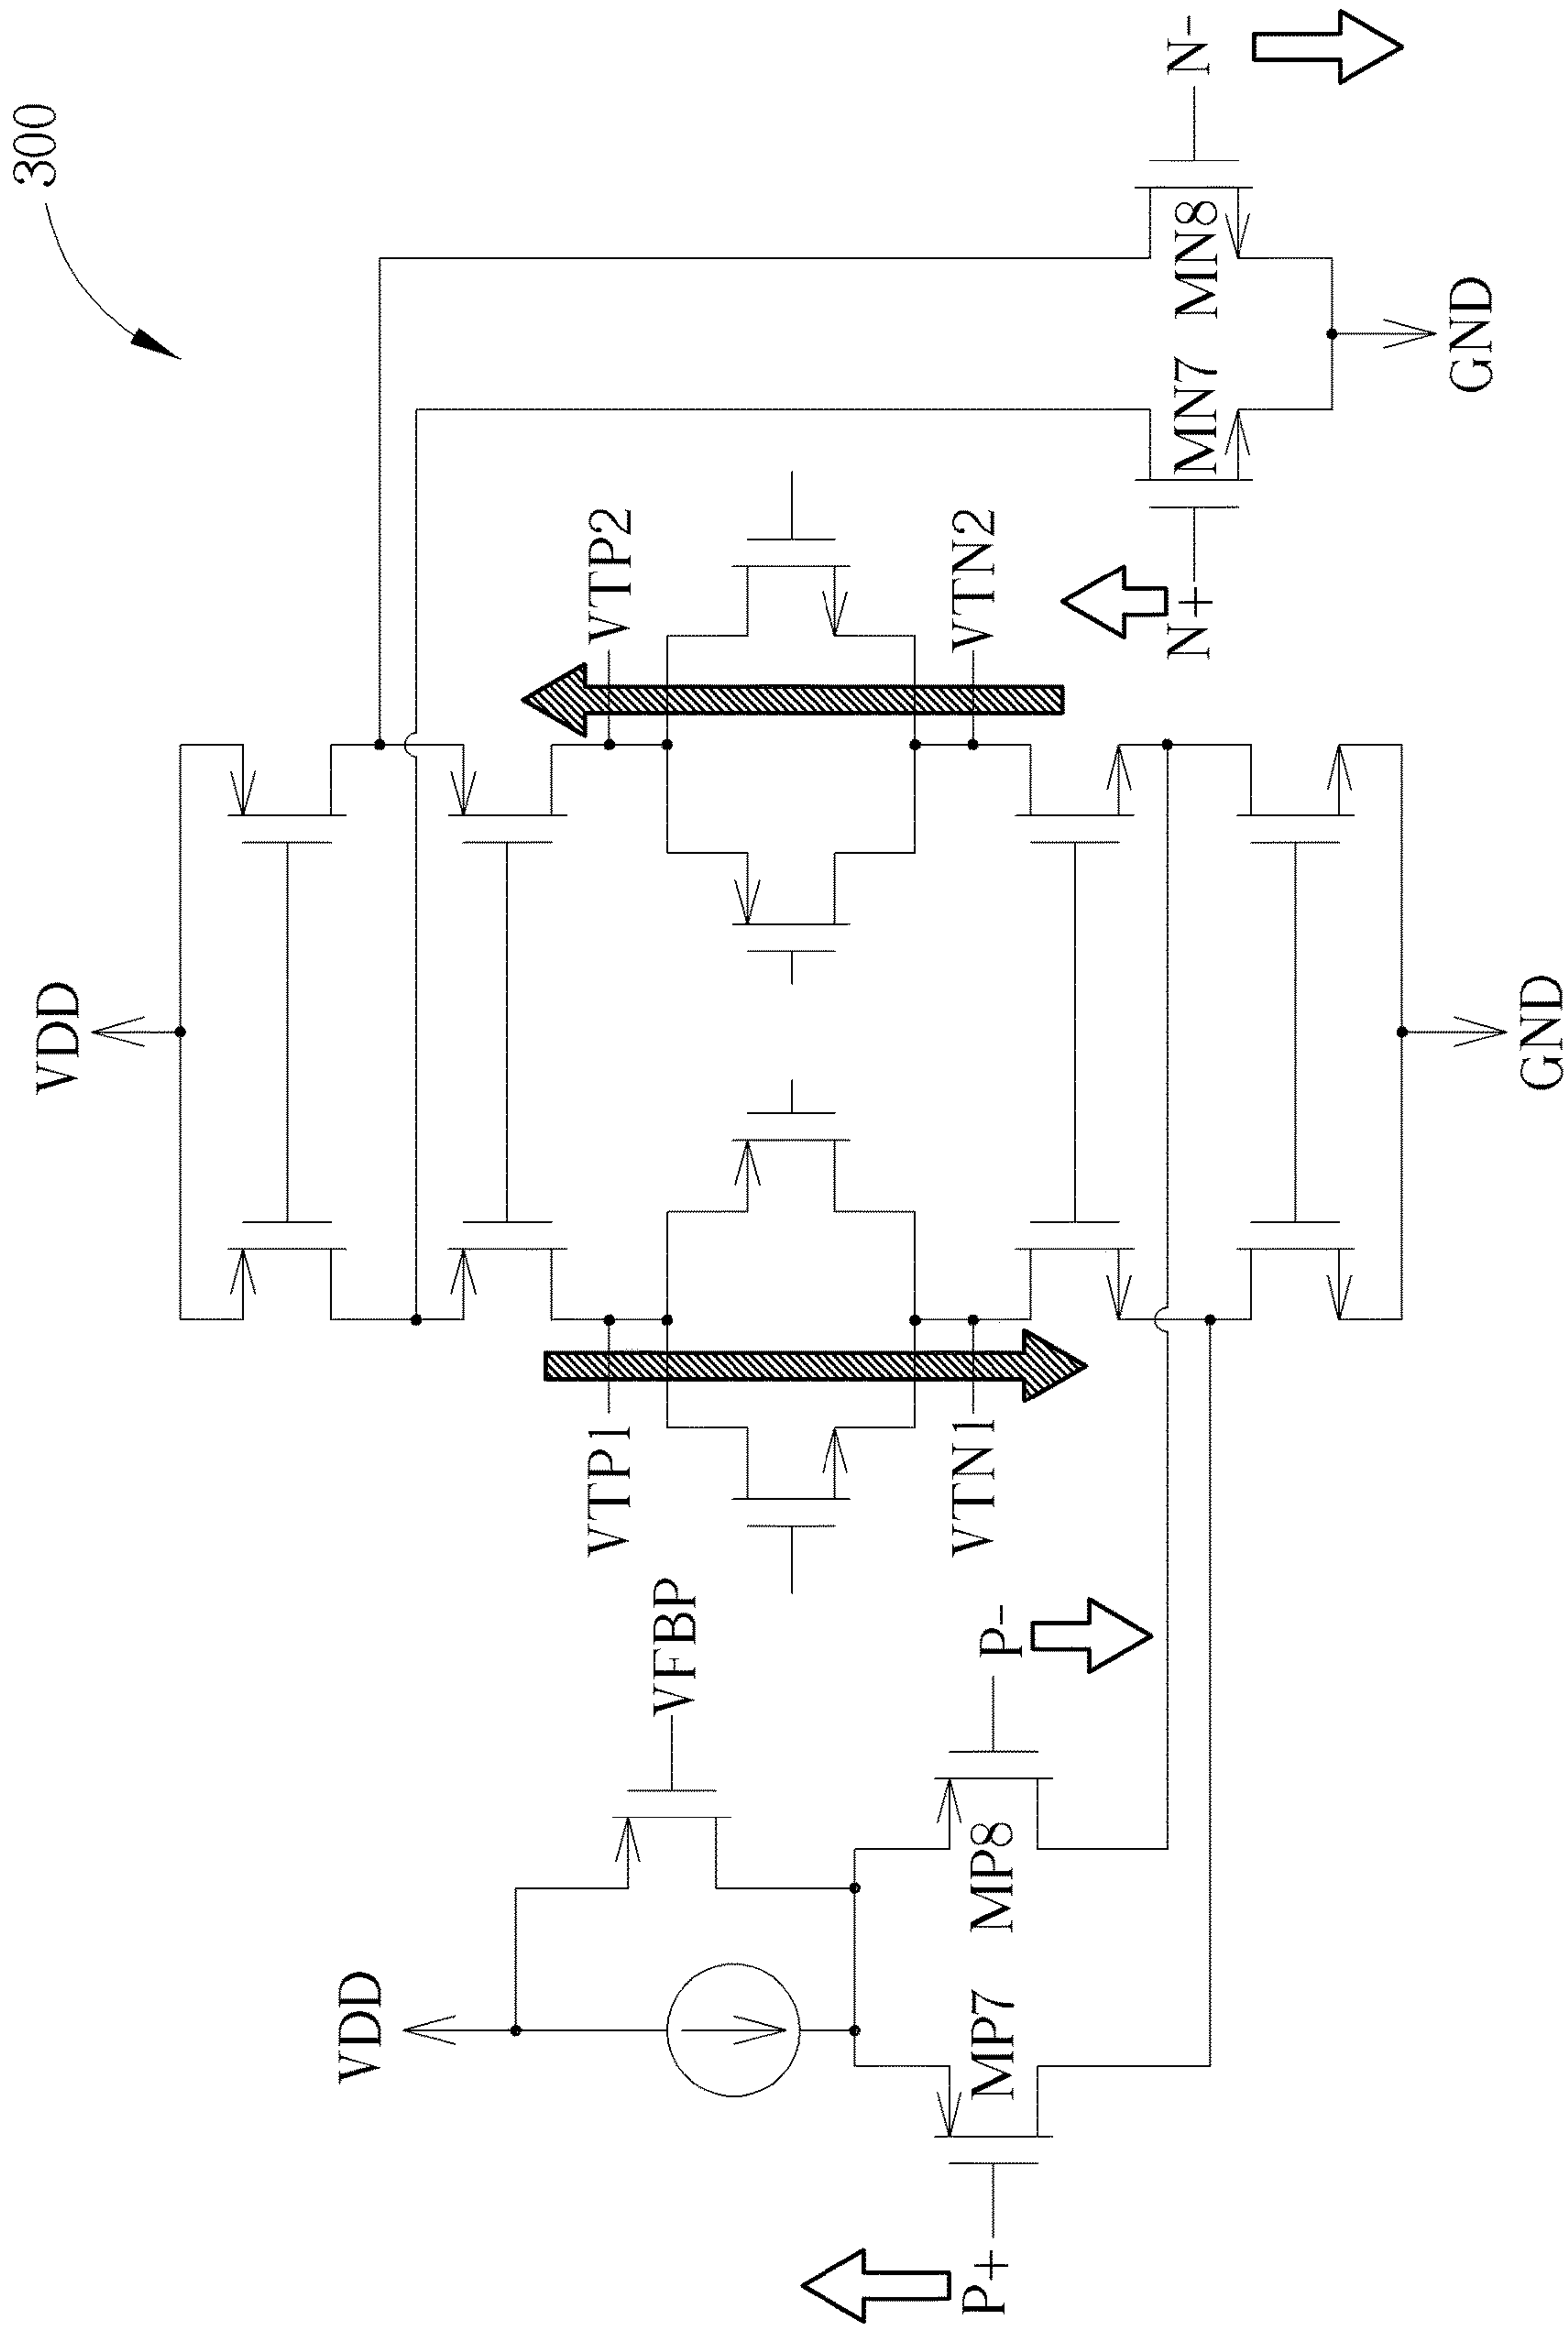 300
VDD
VDD
VFBP
P+
MP7
MP8
P-
VTP1
VTN1
VTP2
VTN2
GND
N+
MN7
MN8
N-
GND